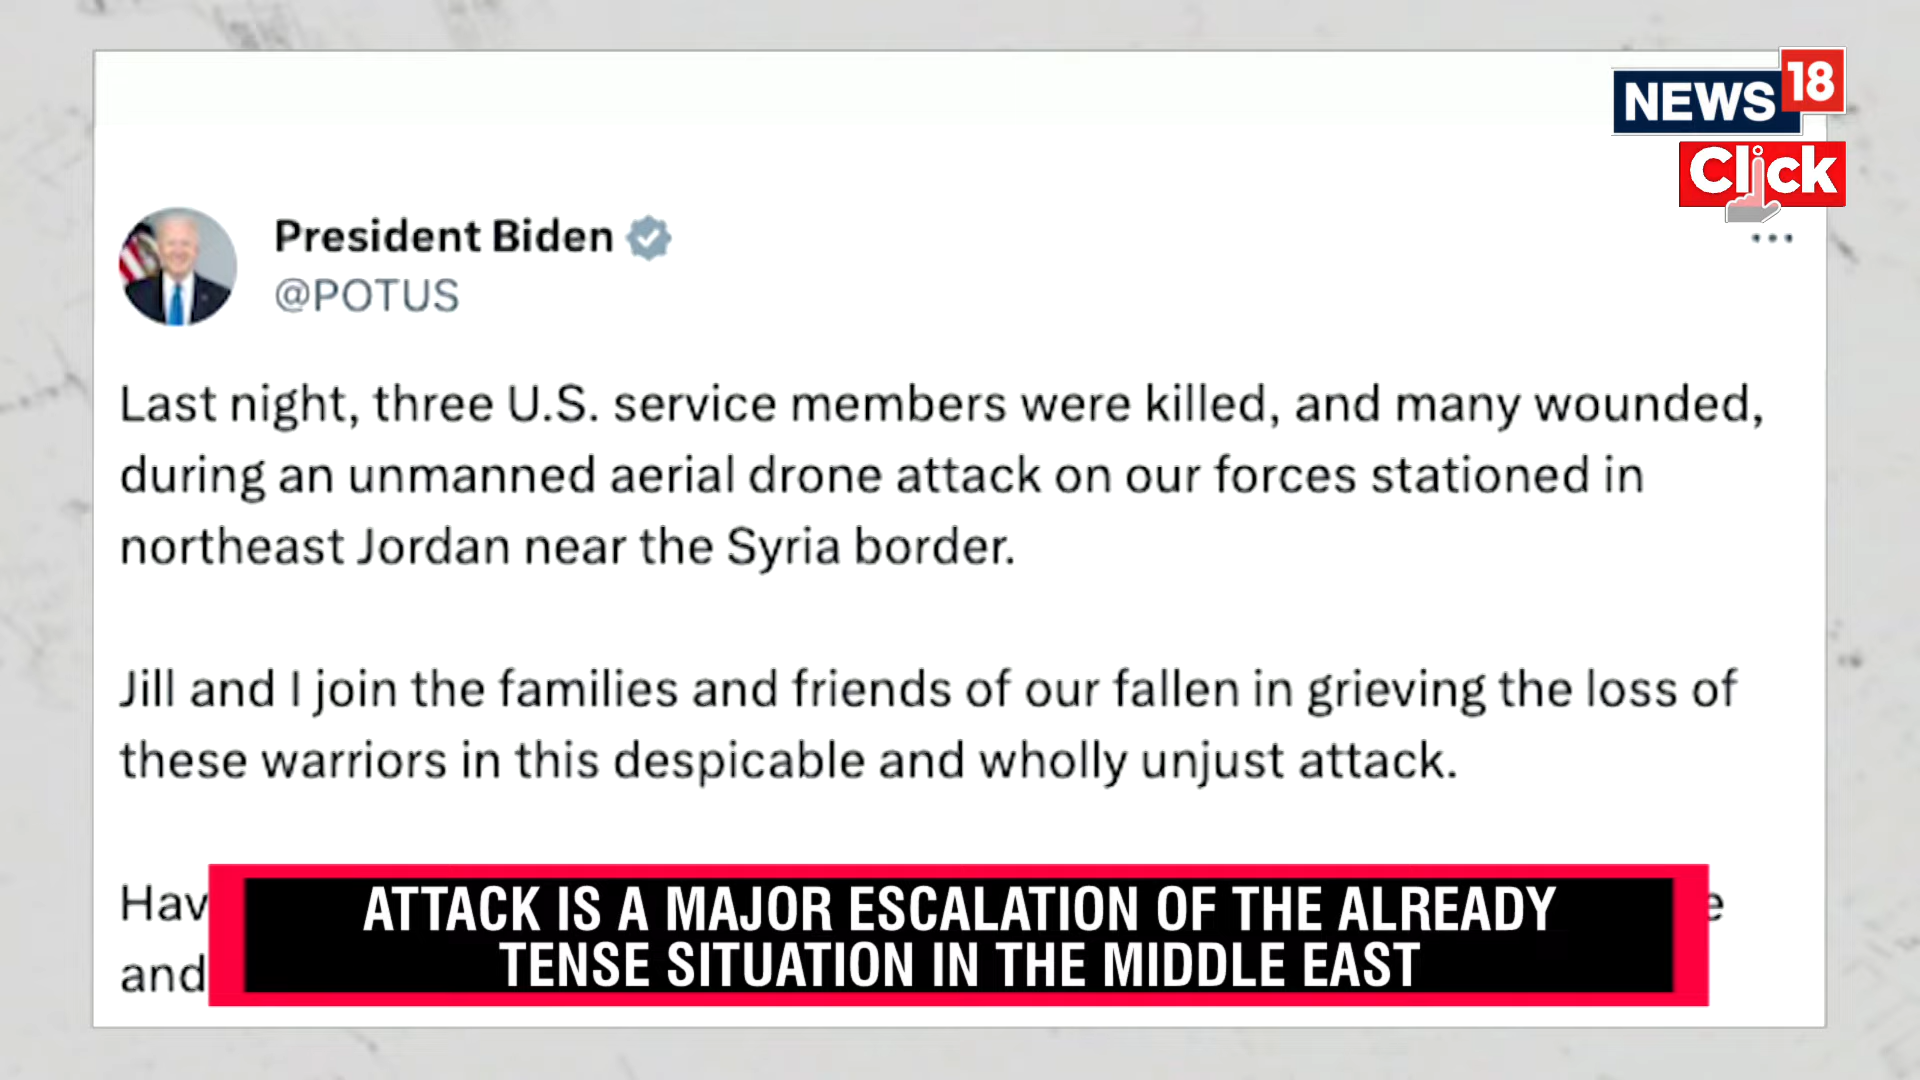 NEWS 18
Click
President Biden
@POTUS
Last night, three U.S. service members were killed, and many wounded,
during an unmanned aerial drone attack on our forces stationed in
northeast Jordan near the Syria border.
Jill and I join the families and friends of our fallen in grieving the loss of
these warriors in this despicable and wholly unjust attack.
and
ATTACK IS A MAJOR ESCALATION OF THE ALREADY
TENSE SITUATION IN THE MIDDLE EAST